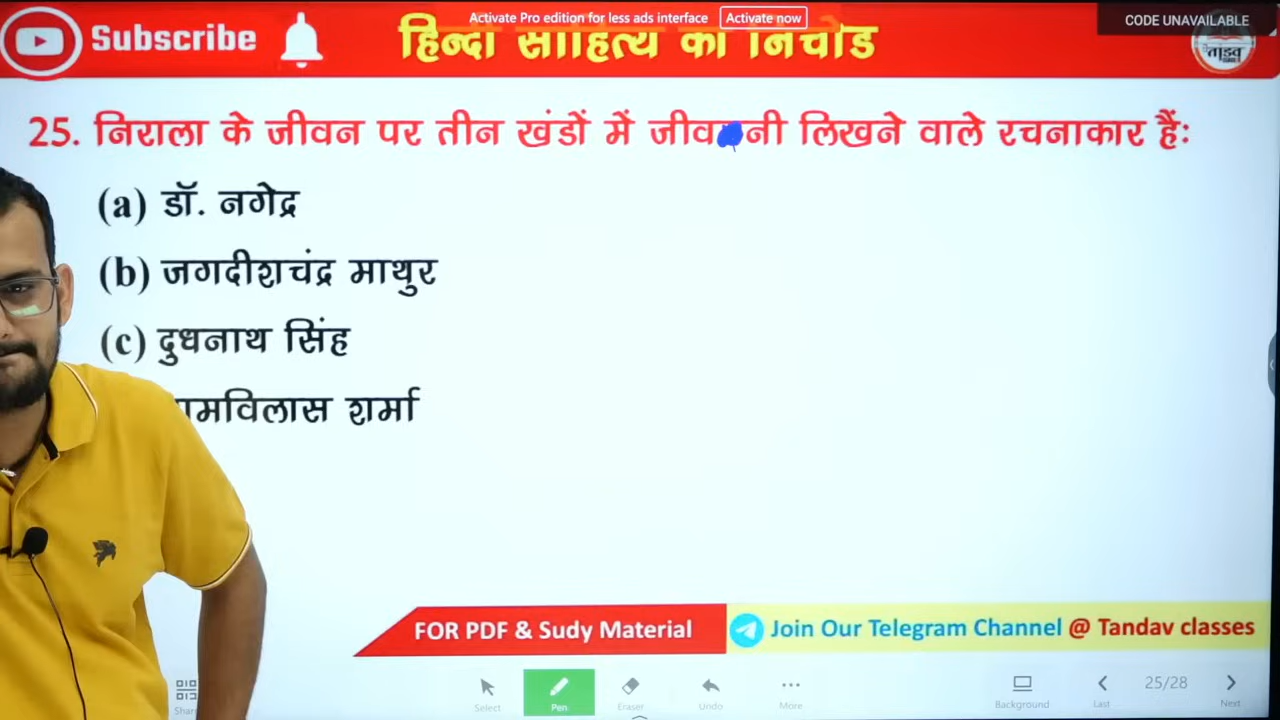 Activate Pro edition for less ads interface Activate now
CODE UNAVAILABLE
Subscribe
हिन्दी साहित्य का निचोड
ताण्डव
25. निराला के जीवन पर तीन खंडों में जीवनी लिखने वाले रचनाकार हैंः
(a) डॉ. नगेद्र
(b) जगदीशचंद्र माथुर
(c) दुधनाथ सिंह
शर्मा
FOR PDF & Sudy Material
Join Our Telegram Channel @ Tandav classes
Select
Pen
Eraser
Undo
More
Background
Last
25/28
Next